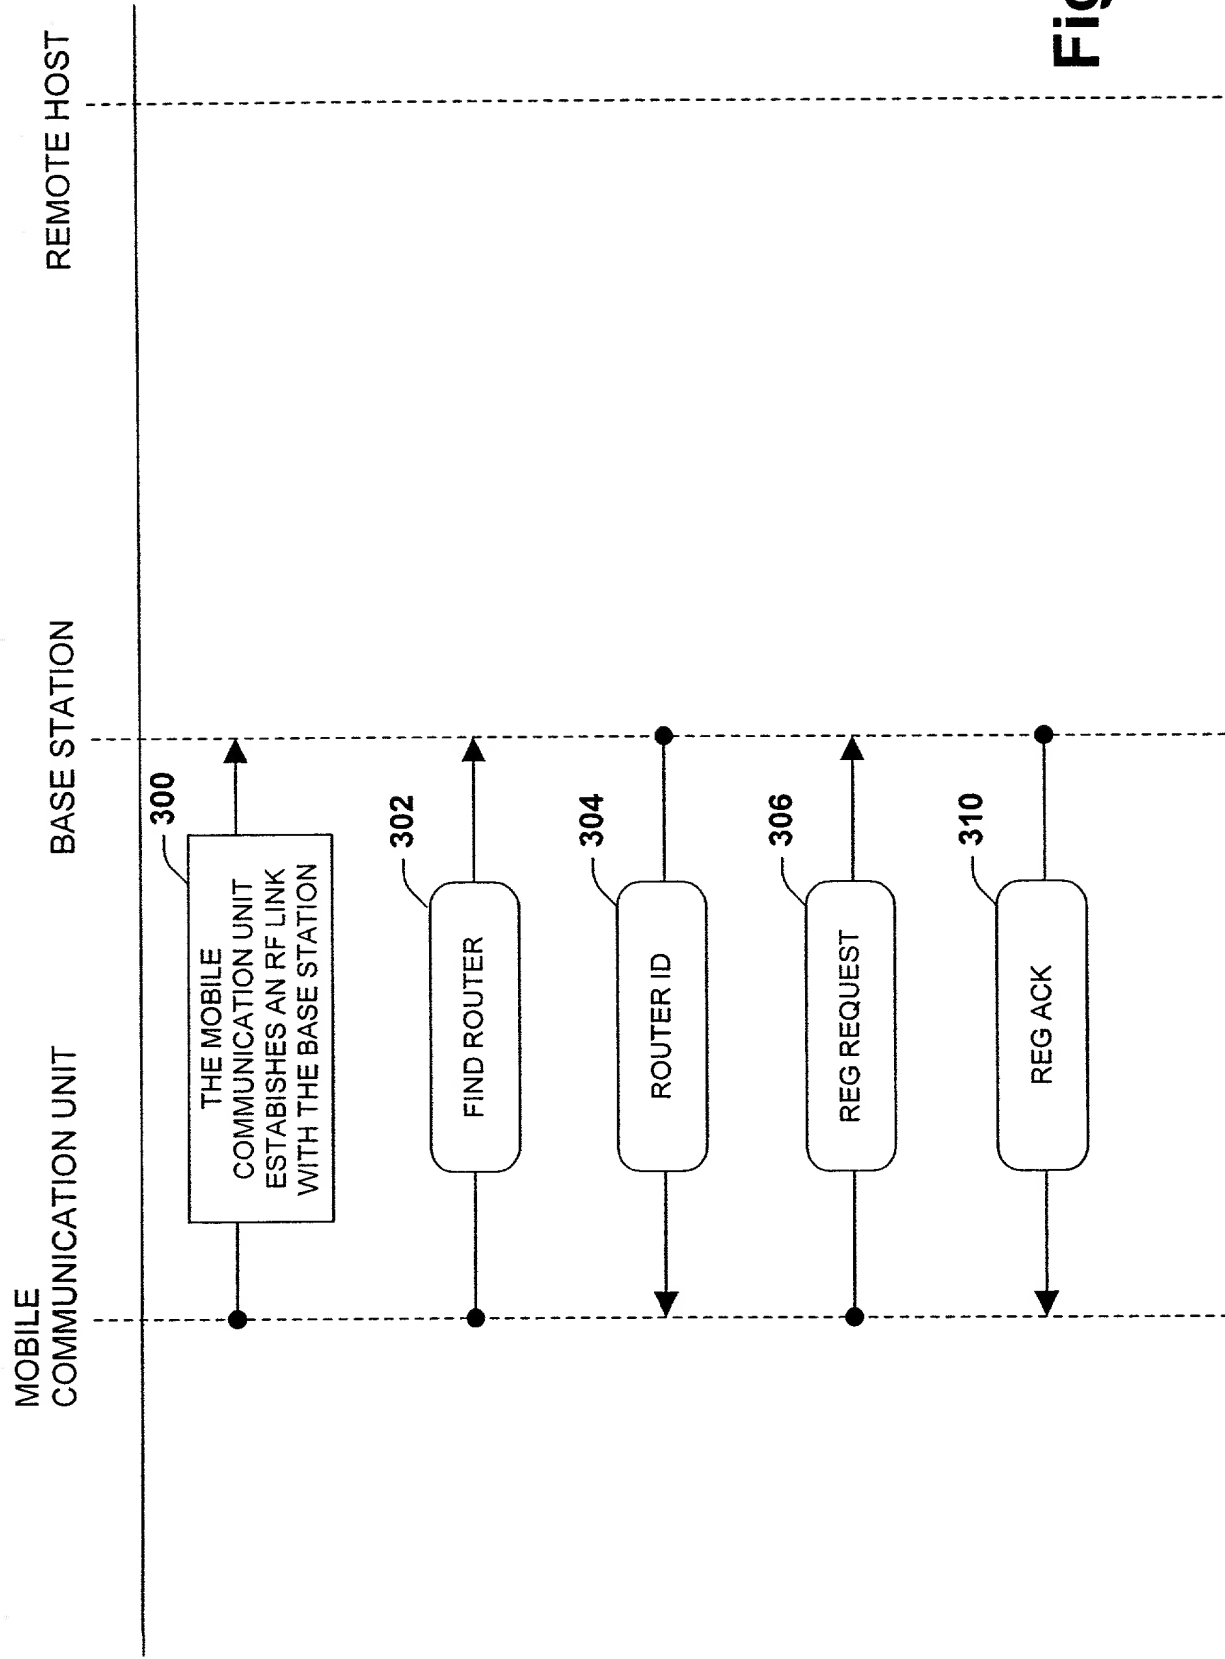 MOBILE
COMMUNICATION UNIT
BASE STATION
REMOTE HOST
300
THE MOBILE
COMMUNICATION UNIT
ESTABISHES AN RF LINK
WITH THE BASE STATION
302
FIND ROUTER
304
ROUTER ID
306
REG REQUEST
310
REG ACK
Fig